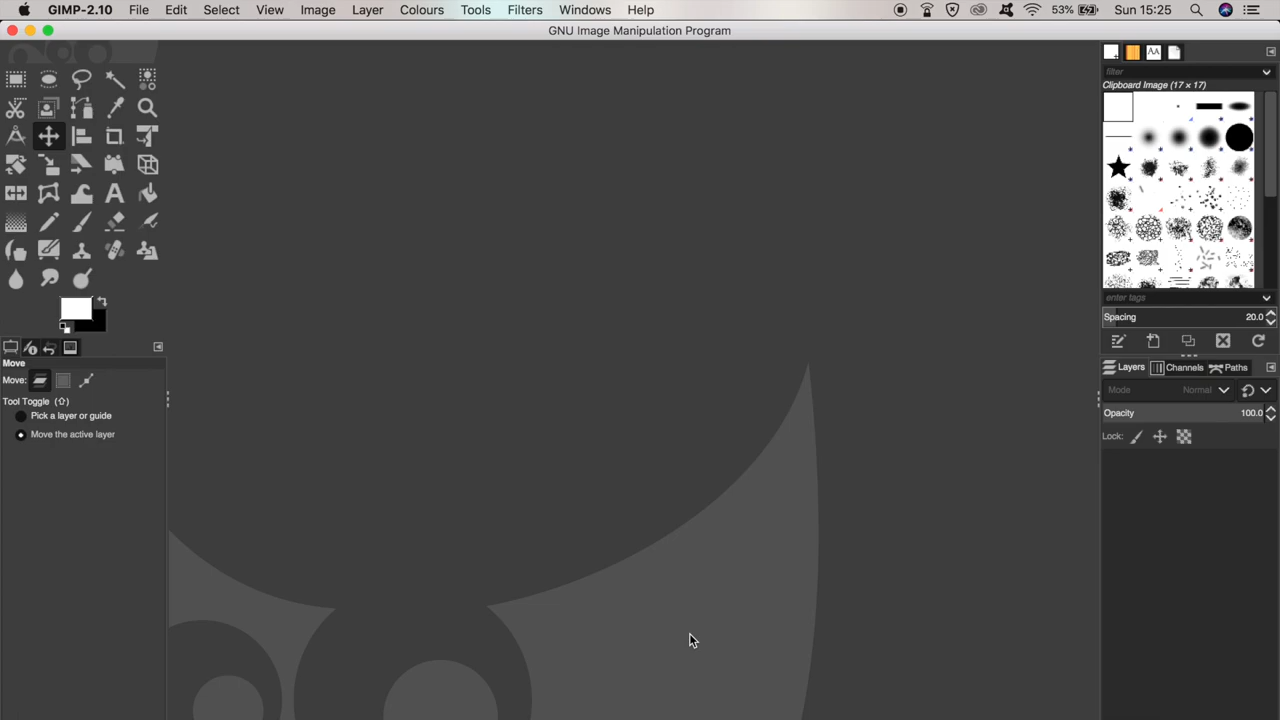 GIMP-2.10 File Edit Select View Image Layer Colours Tools Filters Windows Help 53% Sun 15:25
GNU Image Manipulation Program
filter
Clipboard Image (17 × 17)
enter tags
Spacing 20.0
Move
Move:
Tool Toggle (⇧)
Pick a layer or guide
Move the active layer
Layers Channels Paths
Mode Normal
Opacity 100.0
Lock: